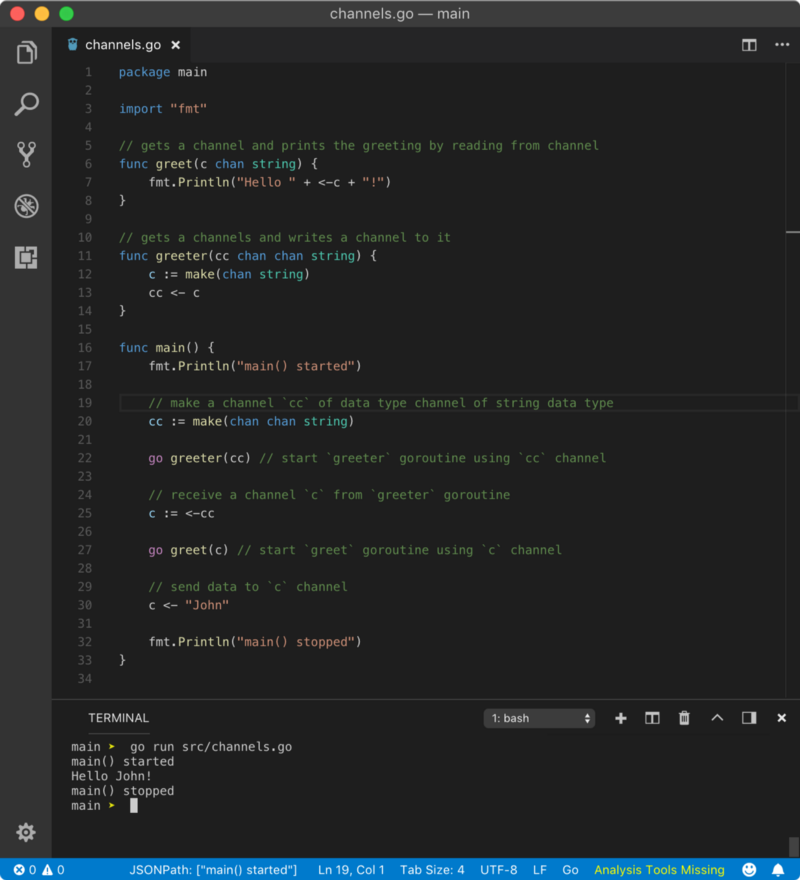 channels.go — main
channels.go
1 package main
2
3 import "fmt"
4
5 // gets a channel and prints the greeting by reading from channel
6 func greet(c chan string) {
7     fmt.Println("Hello " + <-c + "!")
8 }
9
10 // gets a channels and writes a channel to it
11 func greeter(cc chan chan string) {
12     c := make(chan string)
13     cc <- c
14 }
15
16 func main() {
17     fmt.Println("main() started")
18
19     // make a channel `cc` of data type channel of string data type
20     cc := make(chan chan string)
21
22     go greeter(cc) // start `greeter` goroutine using `cc` channel
23
24     // receive a channel `c` from `greeter` goroutine
25     c := <-cc
26
27     go greet(c) // start `greet` goroutine using `c` channel
28
29     // send data to `c` channel
30     c <- "John"
31
32     fmt.Println("main() stopped")
33 }
34
TERMINAL 1: bash
main ➤ go run src/channels.go
main() started
Hello John!
main() stopped
main ➤
0 0 JSONPath: ["main() started"] Ln 19, Col 1 Tab Size: 4 UTF-8 LF Go Analysis Tools Missing